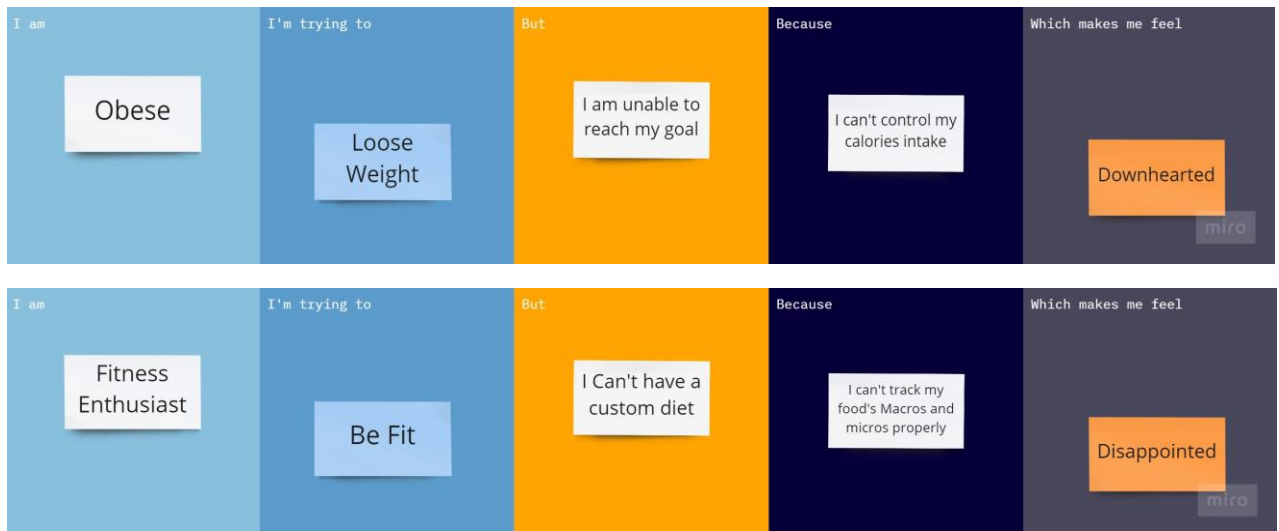 I am
I'm trying to
But
Because
Which makes me feel
Obese
Loose
Weight
I am unable to
reach my goal
I can't control my
calories intake
Downhearted
miro
I am
I'm trying to
But
Because
Which makes me feel
Fitness
Enthusiast
Be Fit
I Can't have a
custom diet
I can't track my
food's Macros and
micros properly
Disappointed
miro